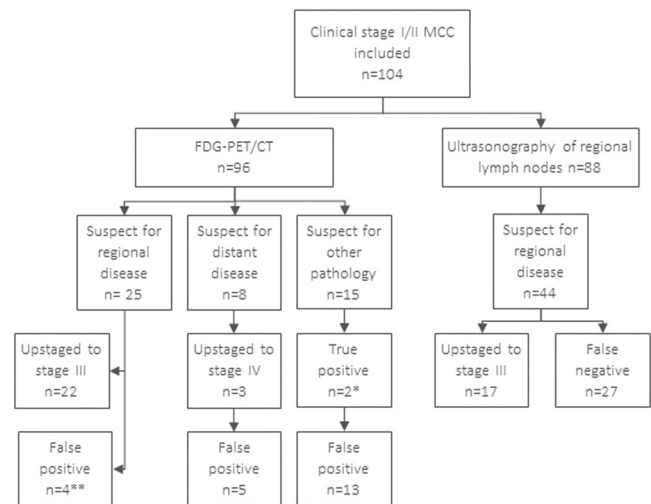 Clinical stage I/II MCC
included
n=104
FDG-PET/CT
n=96
Ultrasonography of regional
lymph nodes n=88
Suspect for
regional
disease
n= 25
Suspect for
distant
disease
n=8
Suspect for
other
pathology
n=15
Suspect for
regional
disease
n=44
Upstaged to
stage III
n=22
Upstaged to
stage IV
n=3
True
positive
n=2*
Upstaged to
stage III
n=17
False
negative
n=27
False
positive
n=4**
False
positive
n=5
False
positive
n=13